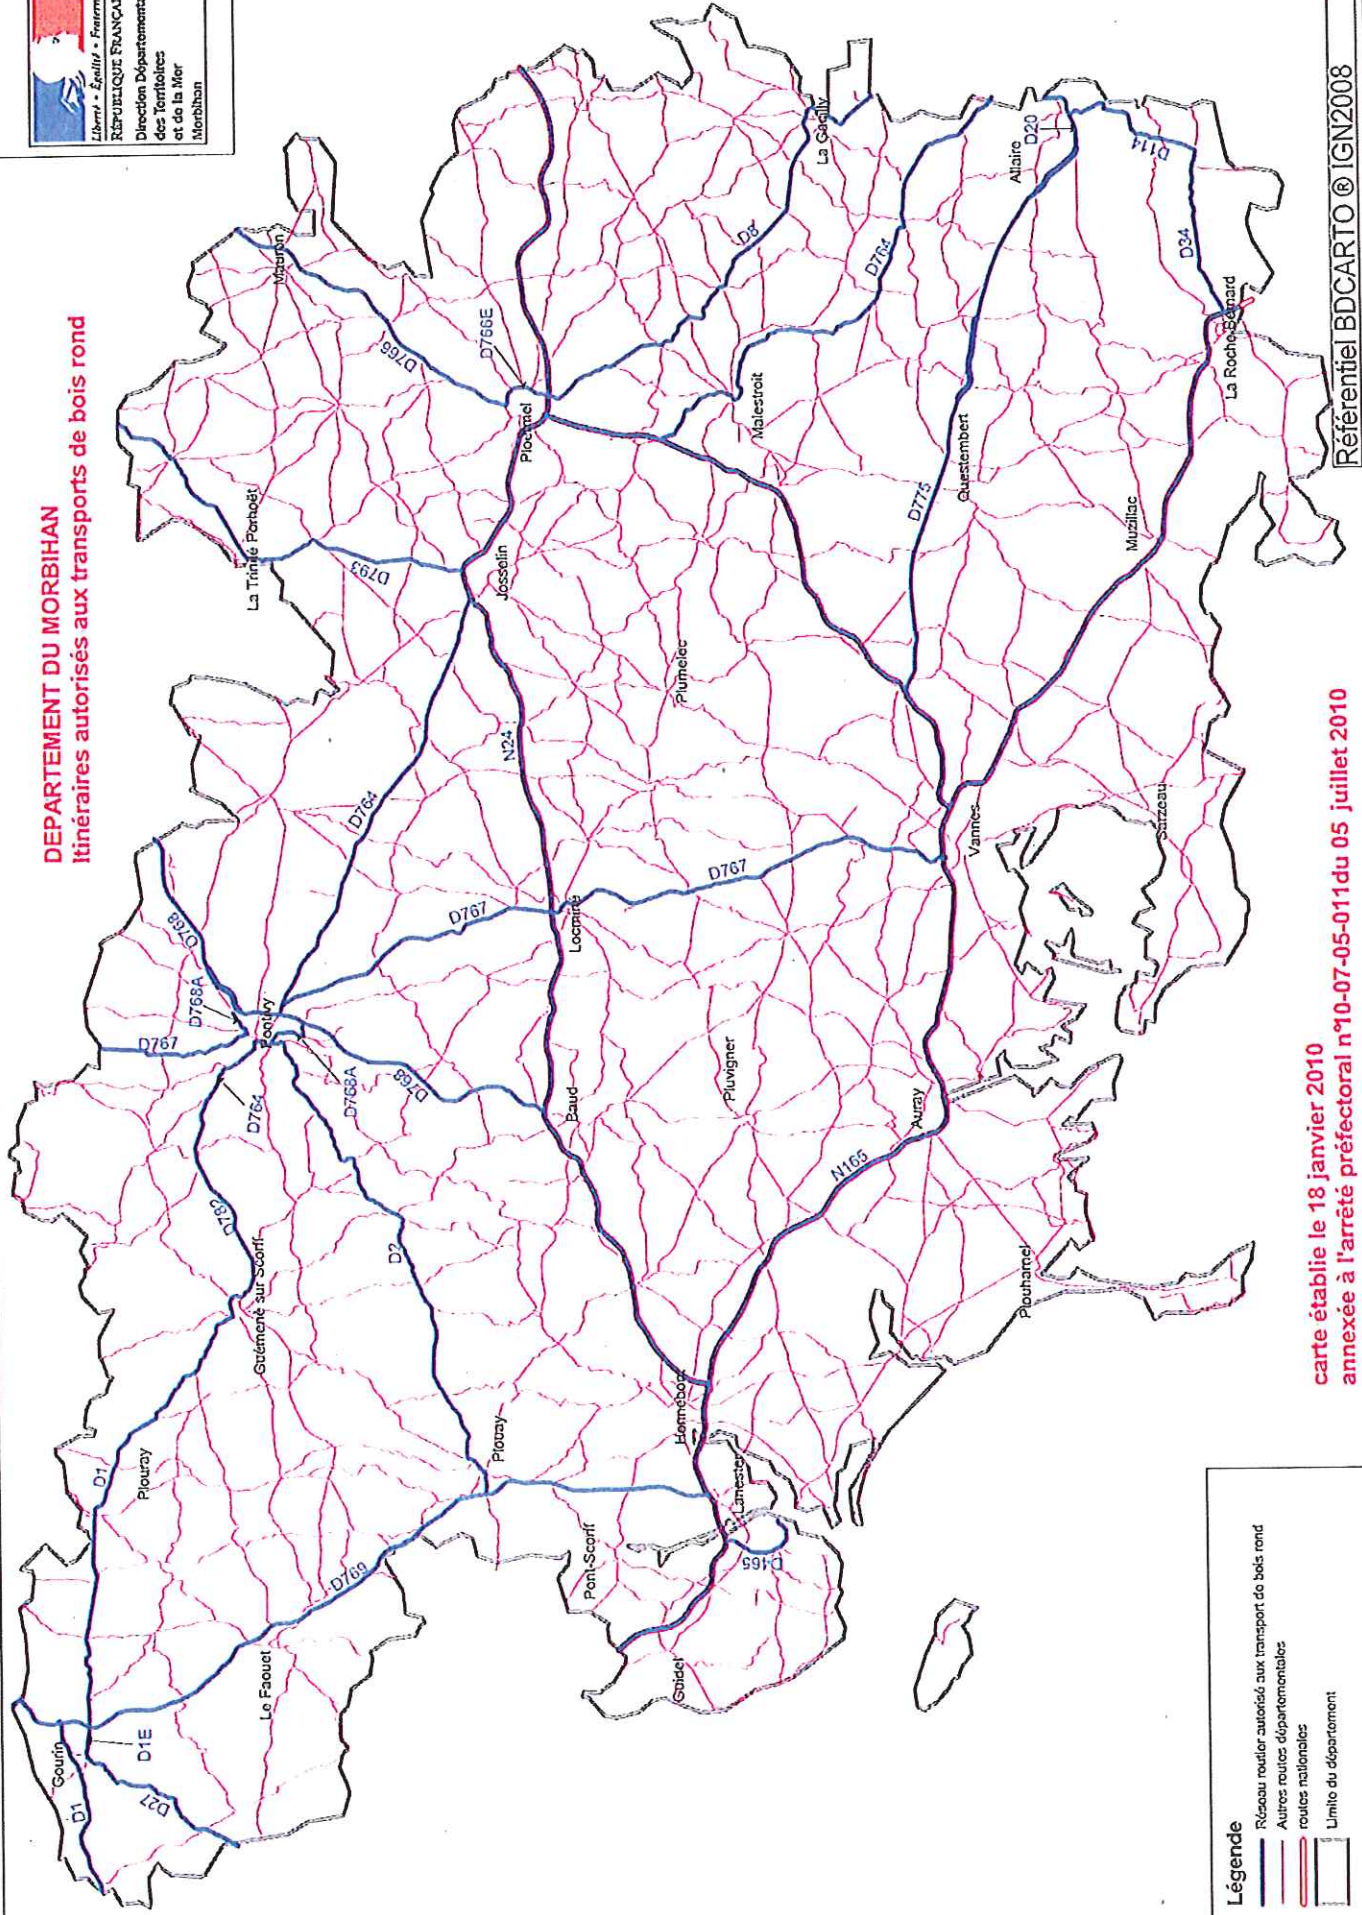 Liberté • Égalité • Fraternité
RÉPUBLIQUE FRANÇAISE
Direction Départementale
des Territoires
et de la Mer
Morbihan
DEPARTEMENT DU MORBIHAN
Itinéraires autorisés aux transports de bois rond
Gourin
D1
D1E
D27
D1
Plouray
Le Faouet
D769
Guémené sur Scorff
D782
D764
D767
D768A
D768
Pontivy
D768A
D768
D2
Plouay
Pont-Scorff
Guidel
Lanester
D465
Hennebont
Baud
D767
Locminé
D764
N24
La Trinité Porhoët
D793
Josselin
Mauron
D766
D766E
Ploërmel
D8
La Gacilly
D764
Malestroit
Plumelec
D767
Pluvigner
N165
Auray
Plouharnel
Vannes
Sarzeau
D775
Questembert
Muzillac
Allaire
D20
D114
D34
La Roche-Bernard
Légende
Réseau routier autorisé aux transport de bois rond
Autres routes départementales
routes nationales
Limite du département
carte établie le 18 janvier 2010
annexée à l'arrêté préfectoral n°10-07-05-011du 05 juillet 2010
Référentiel BDCARTO ® IGN2008